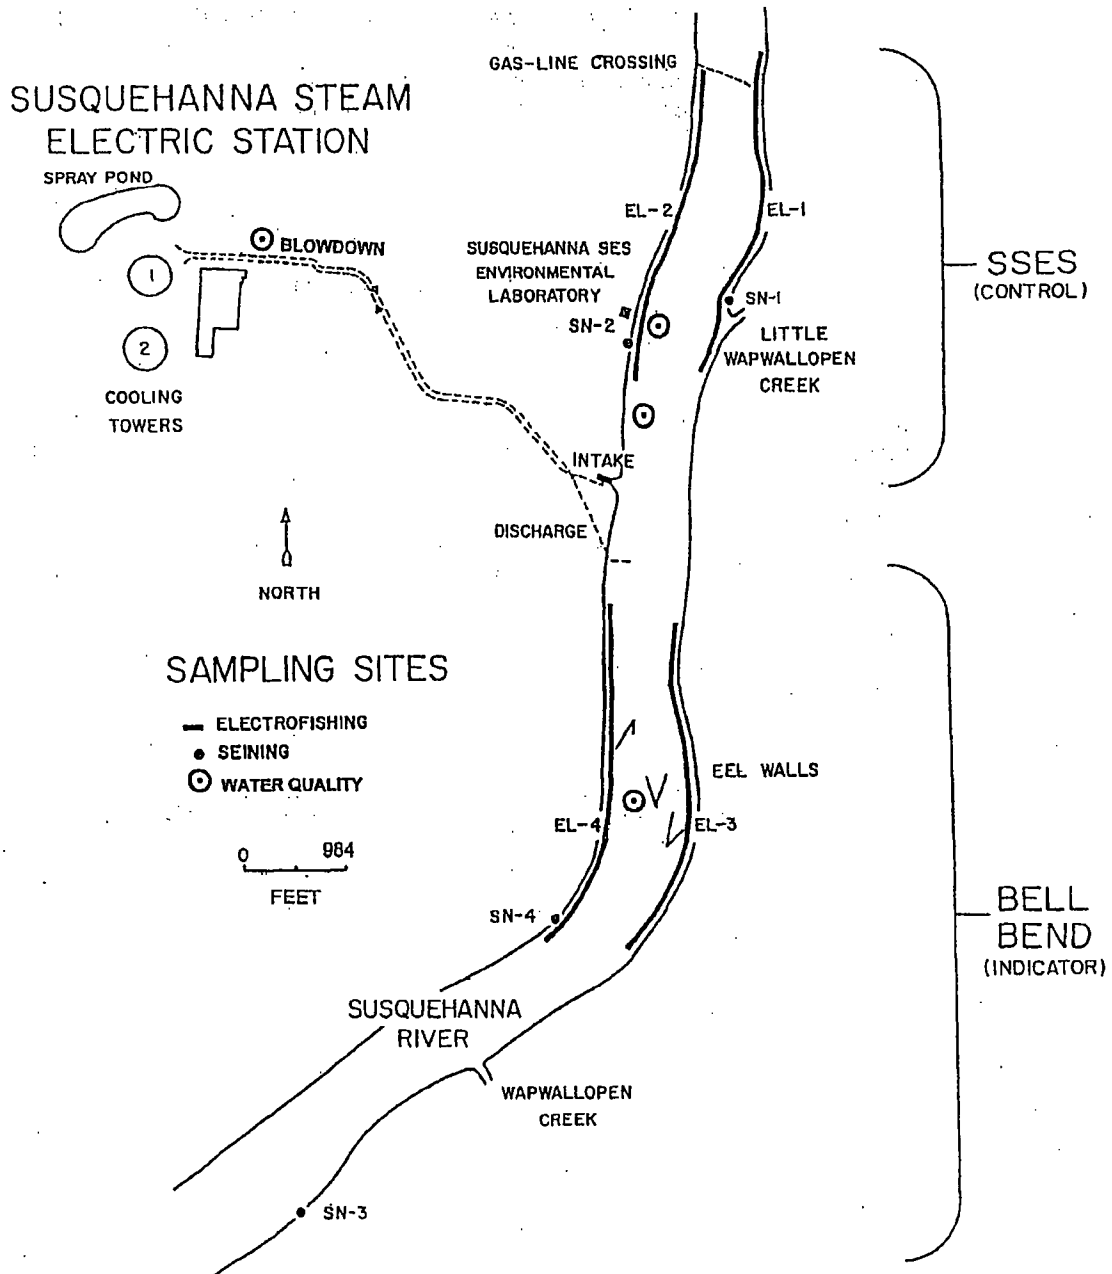 GAS-LINE CROSSING
SUSQUEHANNA STEAM
ELECTRIC STATION
SPRAY POND
EL-2
EL-1
BLOWDOWN
SUSQUEHANNA SES
ENVIRONMENTAL
LABORATORY
SSES
(CONTROL)
1
SN-1
SN-2
LITTLE
WAPWALLOPEN
CREEK
2
COOLING
TOWERS
INTAKE
DISCHARGE
NORTH
SAMPLING SITES
ELECTROFISHING
SEINING
WATER QUALITY
EEL WALLS
EL-4
EL-3
0 984
FEET
SN-4
BELL
BEND
(INDICATOR)
SUSQUEHANNA
RIVER
WAPWALLOPEN
CREEK
SN-3